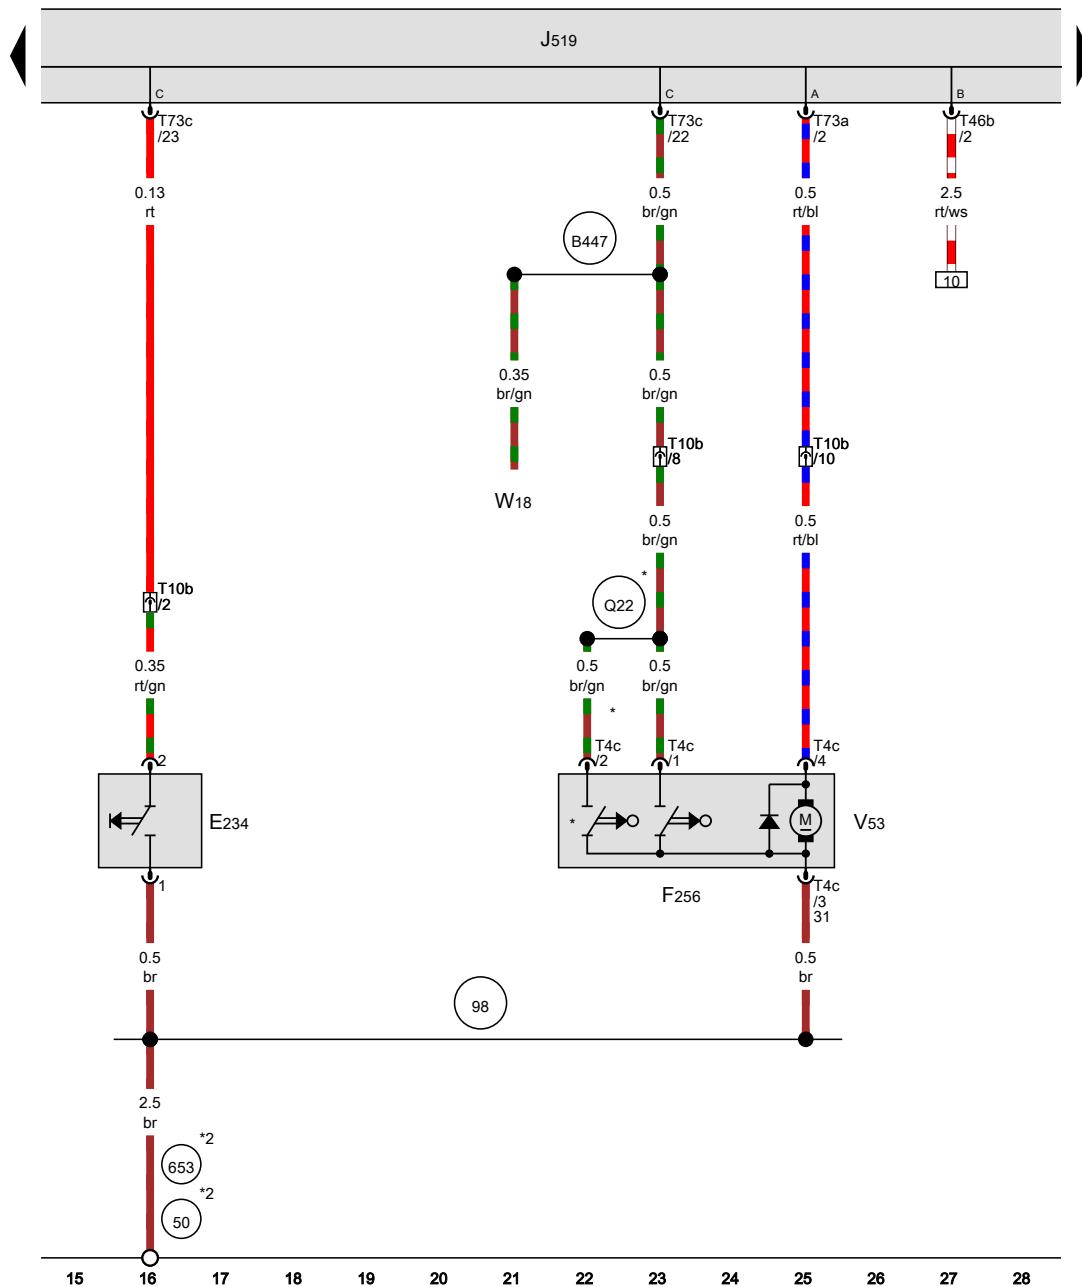 J519
C C A B
T73c
/23
T73c
/22
T73a
/2
T46b
/2
0.13
rt
0.5
br/gn
0.5
rt/bl
2.5
rt/ws
B447
10
0.35
br/gn
0.5
br/gn
T10b
/8
T10b
/10
W18
0.5
br/gn
0.5
rt/bl
*
Q22
T10b
/2
0.35
rt/gn
0.5
br/gn
0.5
br/gn
*
2
T4c
/2
T4c
/1
T4c
/4
E234
*
M
V53
1
F256
T4c
/3
31
0.5
br
0.5
br
98
2.5
br
*2
653
*2
50
15 16 17 18 19 20 21 22 23 24 25 26 27 28